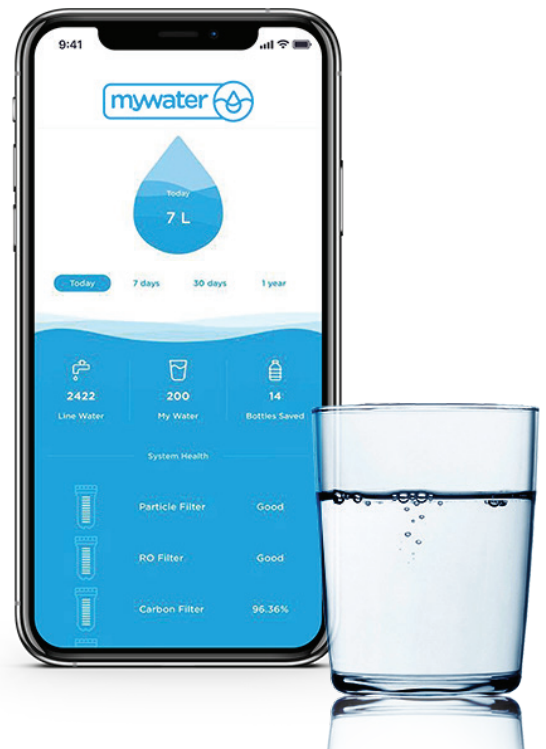 9:41
mywater
Today
7 L
Today 7 days 30 days 1 year
2422 200 14
Line Water My Water Bottles Saved
System Health
Particle Filter Good
RO Filter Good
Carbon Filter 96.36%